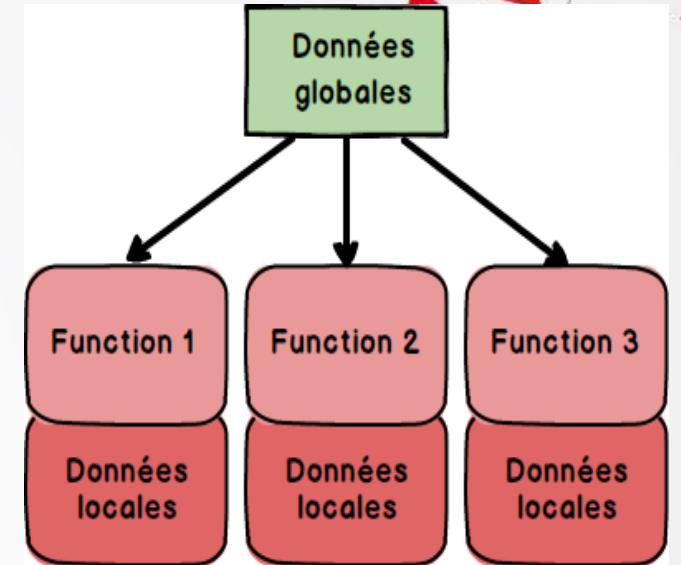 Données
globales
Function 1
Function 2
Function 3
Données
locales
Données
locales
Données
locales